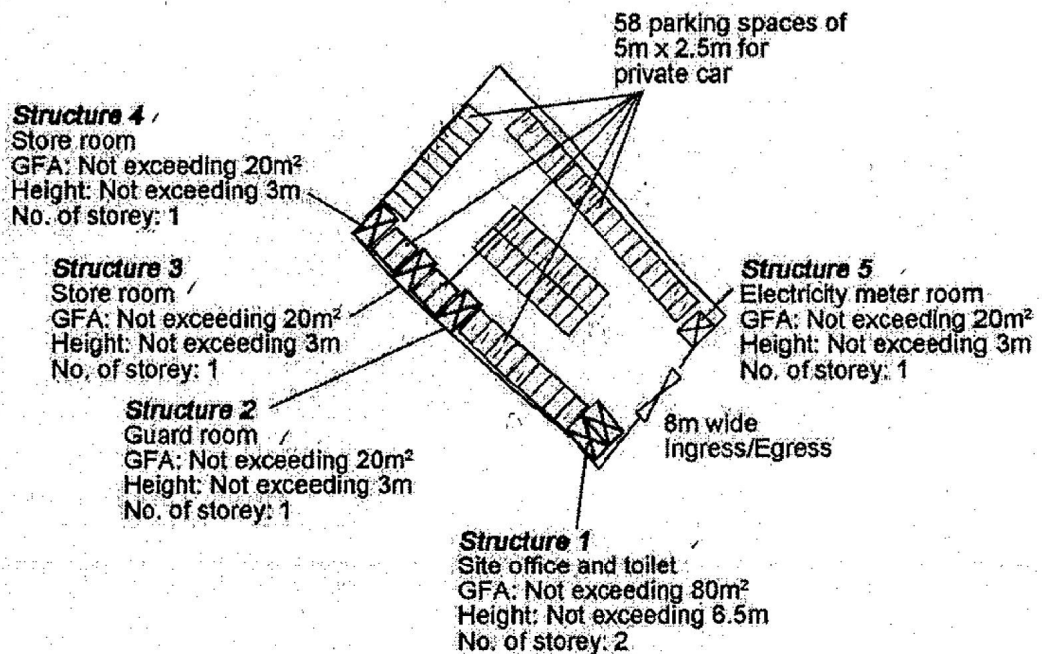 58 parking spaces of
5m x 2.5m for
private car
Structure 4
Store room
GFA: Not exceeding 20m²
Height: Not exceeding 3m
No. of storey: 1
Structure 3
Store room
GFA: Not exceeding 20m²
Height: Not exceeding 3m
No. of storey: 1
Structure 5
Electricity meter room
GFA: Not exceeding 20m²
Height: Not exceeding 3m
No. of storey: 1
Structure 2
Guard room
GFA: Not exceeding 20m²
Height: Not exceeding 3m
No. of storey: 1
8m wide
Ingress/Egress
Structure 1
Site office and toilet
GFA: Not exceeding 80m²
Height: Not exceeding 6.5m
No. of storey: 2